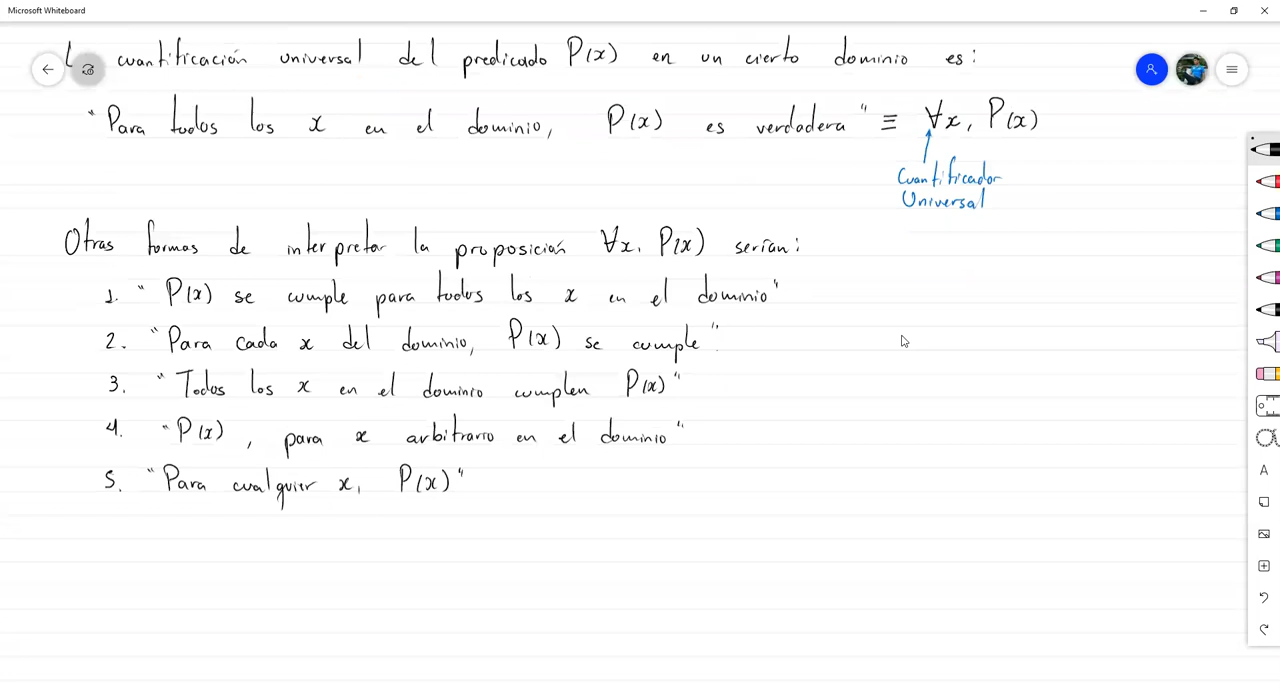 Microsoft Whiteboard
cuantificación universal del predicado P(x) en un cierto dominio es:
"Para todos los x en el dominio, P(x) es verdadera" ≡ ∀x, P(x)
Cuantificador
Universal
Otras formas de interpretar la proposición ∀x, P(x) serían:
1. "P(x) se cumple para todos los x en el dominio"
2. "Para cada x del dominio, P(x) se cumple".
3. "Todos los x en el dominio cumplen P(x)"
4. "P(x), para x arbitrario en el dominio"
5. "Para cualquier x, P(x)"
A